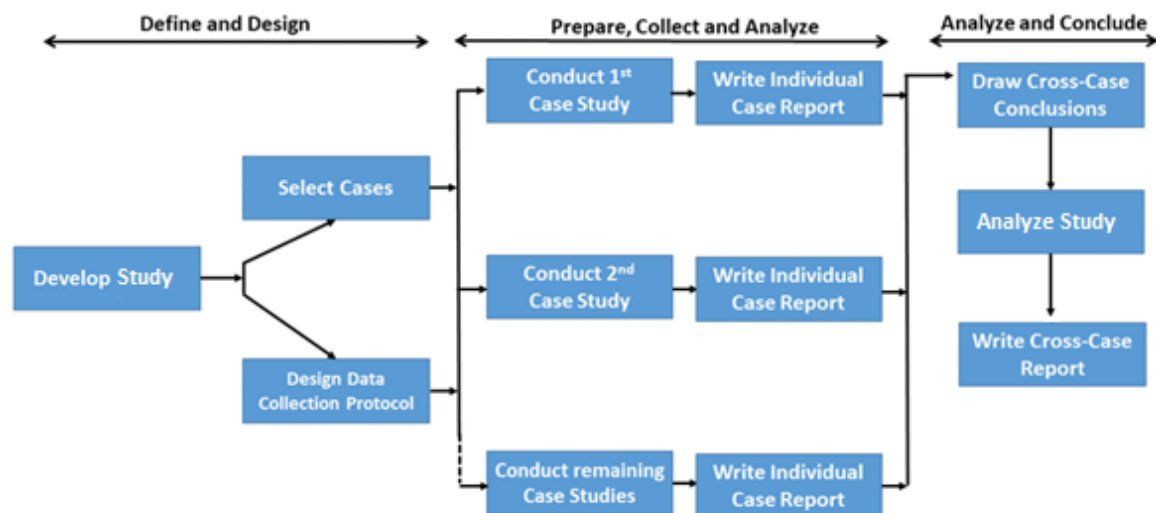 Define and Design
Prepare, Collect and Analyze
Analyze and Conclude
Develop Study
Select Cases
Design Data
Collection Protocol
Conduct 1st
Case Study
Write Individual
Case Report
Conduct 2nd
Case Study
Write Individual
Case Report
Conduct remaining
Case Studies
Write Individual
Case Report
Draw Cross-Case
Conclusions
Analyze Study
Write Cross-Case
Report